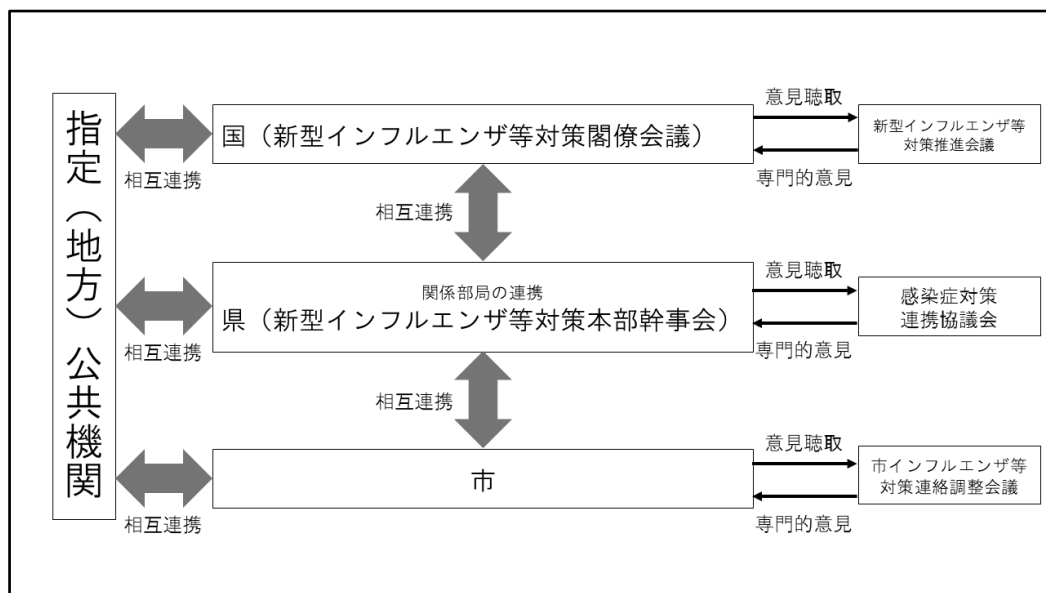 指定（地方）公共機関
相互連携
国（新型インフルエンザ等対策閣僚会議）
意見聴取
専門的意見
新型インフルエンザ等
対策推進会議
相互連携
相互連携
関係部局の連携
県（新型インフルエンザ等対策本部幹事会）
意見聴取
専門的意見
感染症対策
連携協議会
相互連携
相互連携
市
意見聴取
専門的意見
市インフルエンザ等
対策連絡調整会議